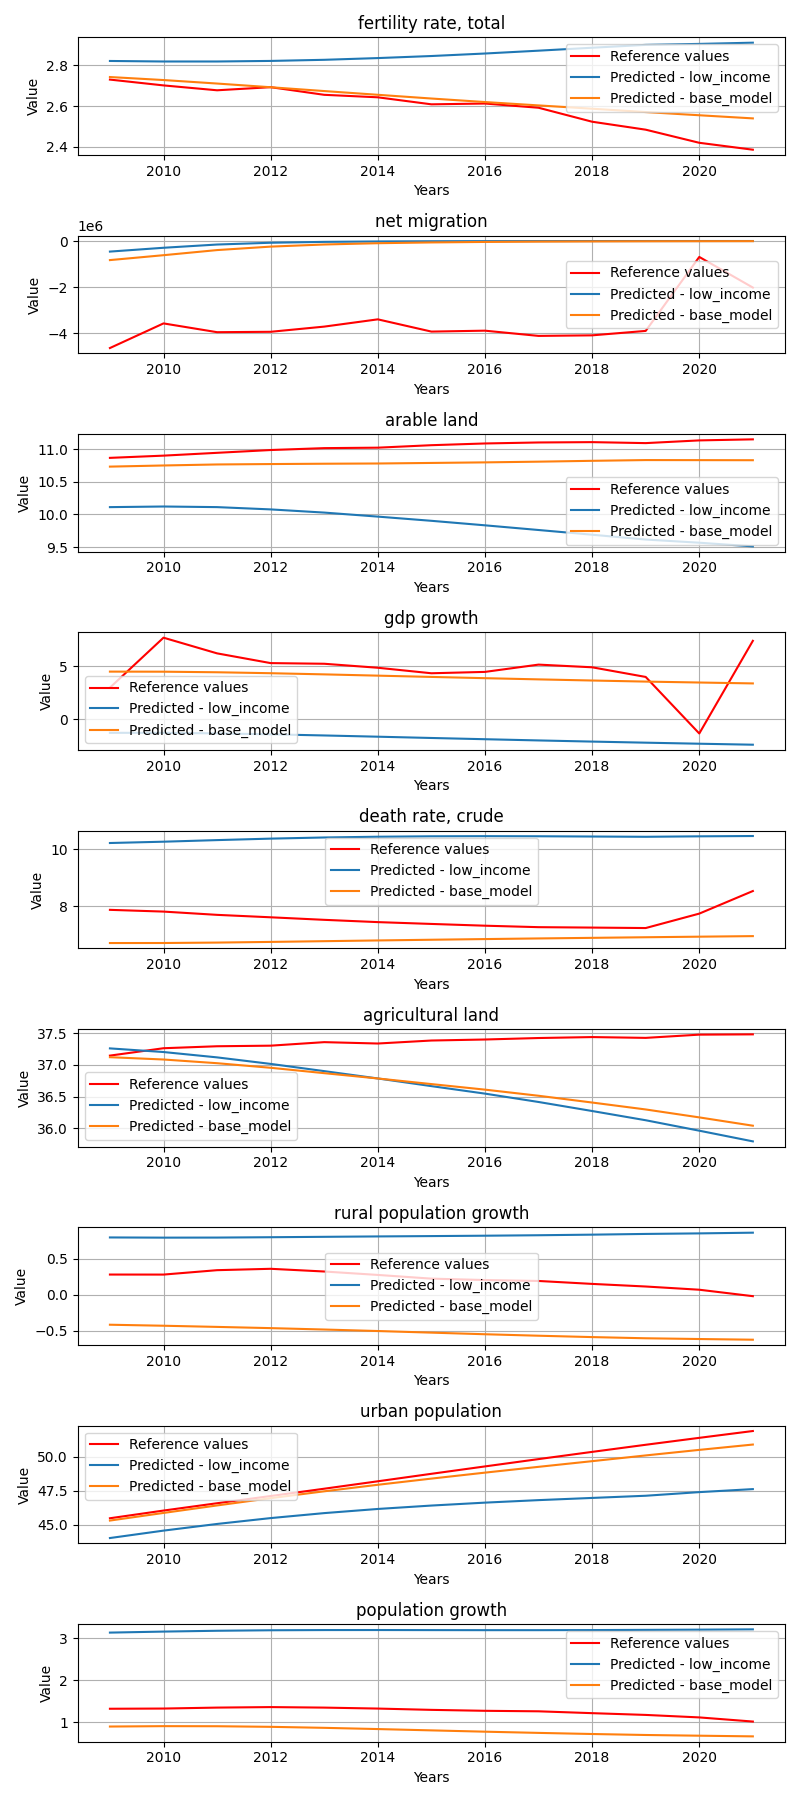 fertility rate, total
Value
2.8
2.6
2.4
Reference values
Predicted - low_income
Predicted - base_model
2010 2012 2014 2016 2018 2020
Years
net migration
1e6
Value
0
−2
−4
Reference values
Predicted - low_income
Predicted - base_model
2010 2012 2014 2016 2018 2020
Years
arable land
Value
11.0
10.5
10.0
9.5
Reference values
Predicted - low_income
Predicted - base_model
2010 2012 2014 2016 2018 2020
Years
gdp growth
Value
5
0
Reference values
Predicted - low_income
Predicted - base_model
2010 2012 2014 2016 2018 2020
Years
death rate, crude
Value
10
8
Reference values
Predicted - low_income
Predicted - base_model
2010 2012 2014 2016 2018 2020
Years
agricultural land
Value
37.5
37.0
36.5
36.0
Reference values
Predicted - low_income
Predicted - base_model
2010 2012 2014 2016 2018 2020
Years
rural population growth
Value
0.5
0.0
−0.5
Reference values
Predicted - low_income
Predicted - base_model
2010 2012 2014 2016 2018 2020
Years
urban population
Value
50.0
47.5
45.0
Reference values
Predicted - low_income
Predicted - base_model
2010 2012 2014 2016 2018 2020
Years
population growth
Value
3
2
1
Reference values
Predicted - low_income
Predicted - base_model
2010 2012 2014 2016 2018 2020
Years